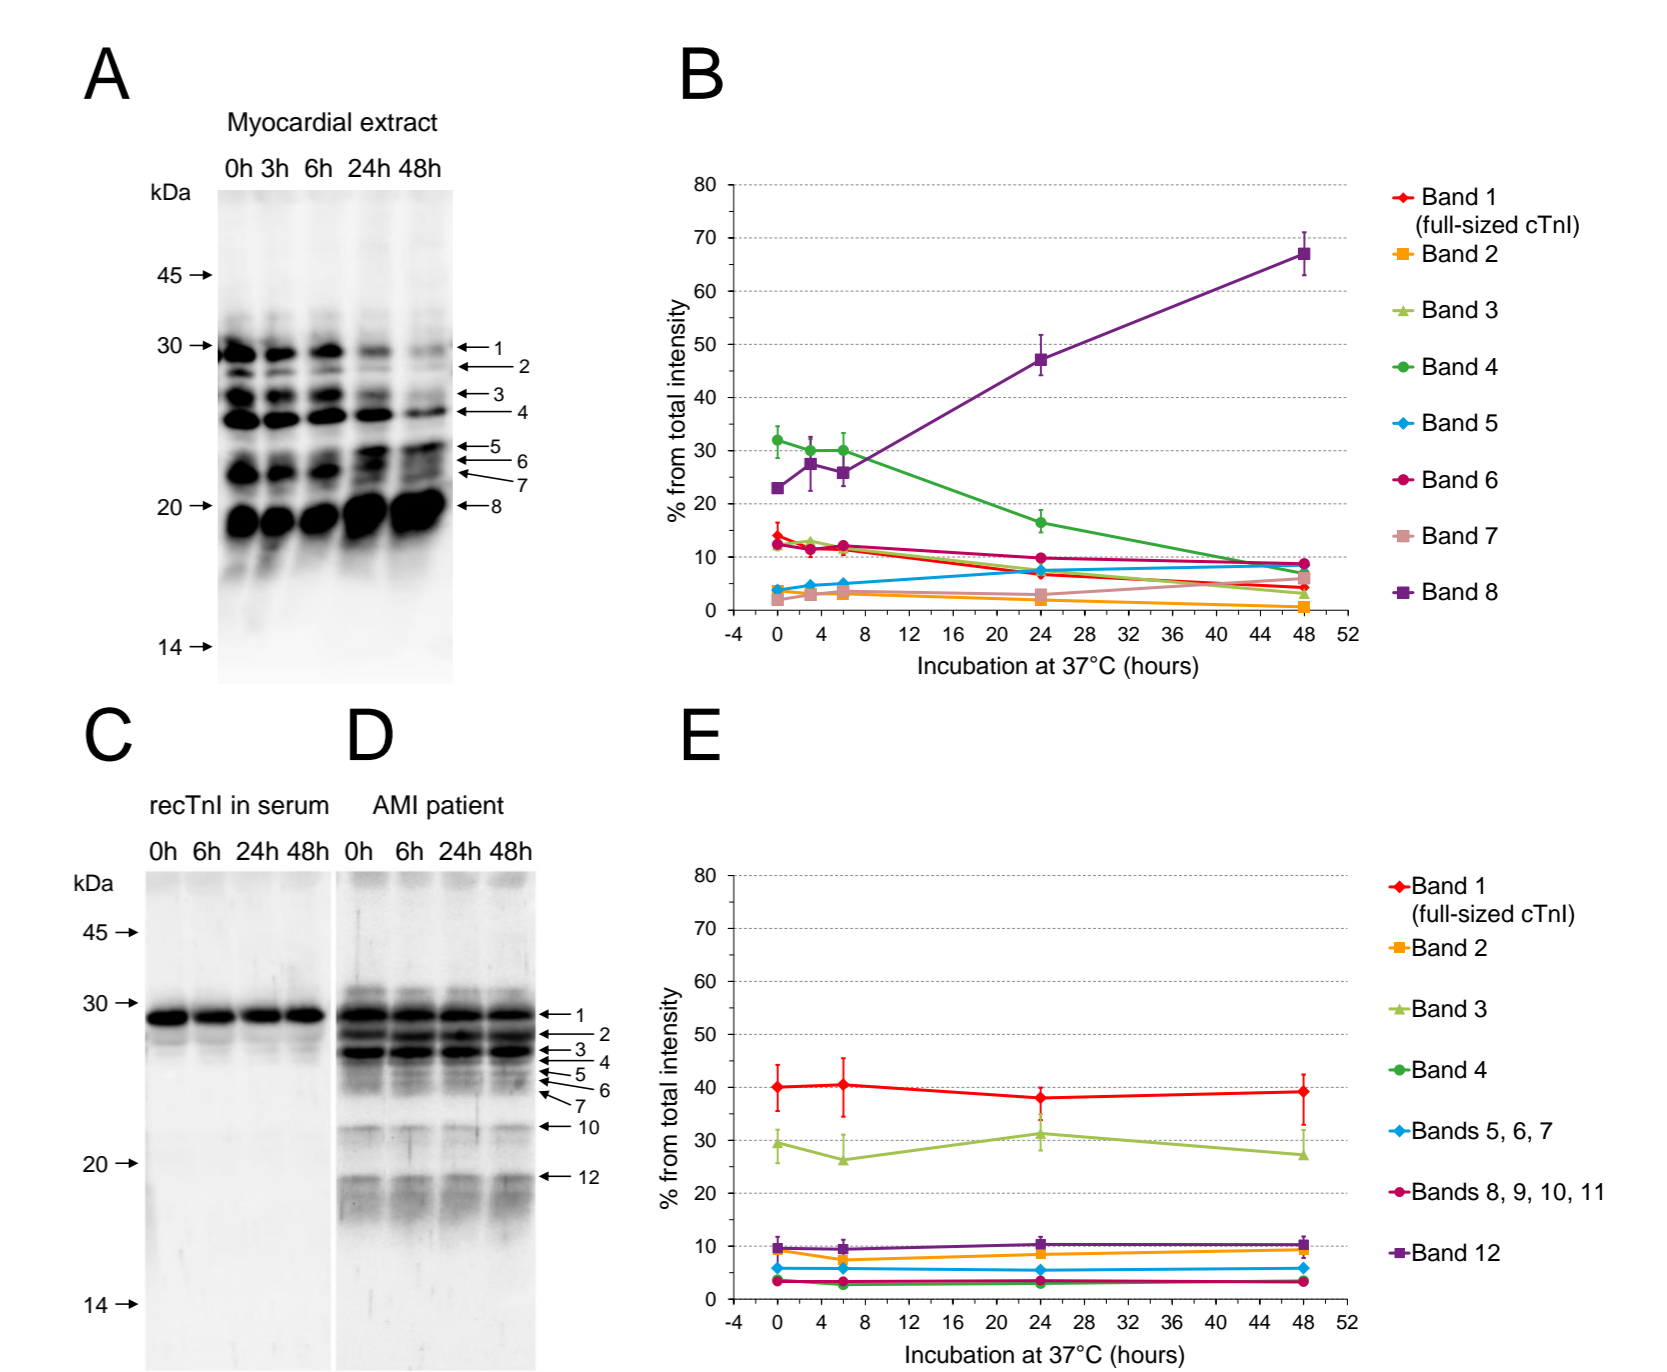 A
Myocardial extract
0h 3h 6h 24h 48h
kDa
45
30
20
14
1
2
3
4
5
6
7
8
B
% from total intensity
80
70
60
50
40
30
20
10
0
-4 0 4 8 12 16 20 24 28 32 36 40 44 48 52
Incubation at 37°C (hours)
Band 1
(full-sized cTnI)
Band 2
Band 3
Band 4
Band 5
Band 6
Band 7
Band 8
C
recTnI in serum
0h 6h 24h 48h
kDa
45
30
20
14
D
AMI patient
0h 6h 24h 48h
1
2
3
4
5
6
7
10
12
E
% from total intensity
80
70
60
50
40
30
20
10
0
-4 0 4 8 12 16 20 24 28 32 36 40 44 48 52
Incubation at 37°C (hours)
Band 1
(full-sized cTnI)
Band 2
Band 3
Band 4
Bands 5, 6, 7
Bands 8, 9, 10, 11
Band 12